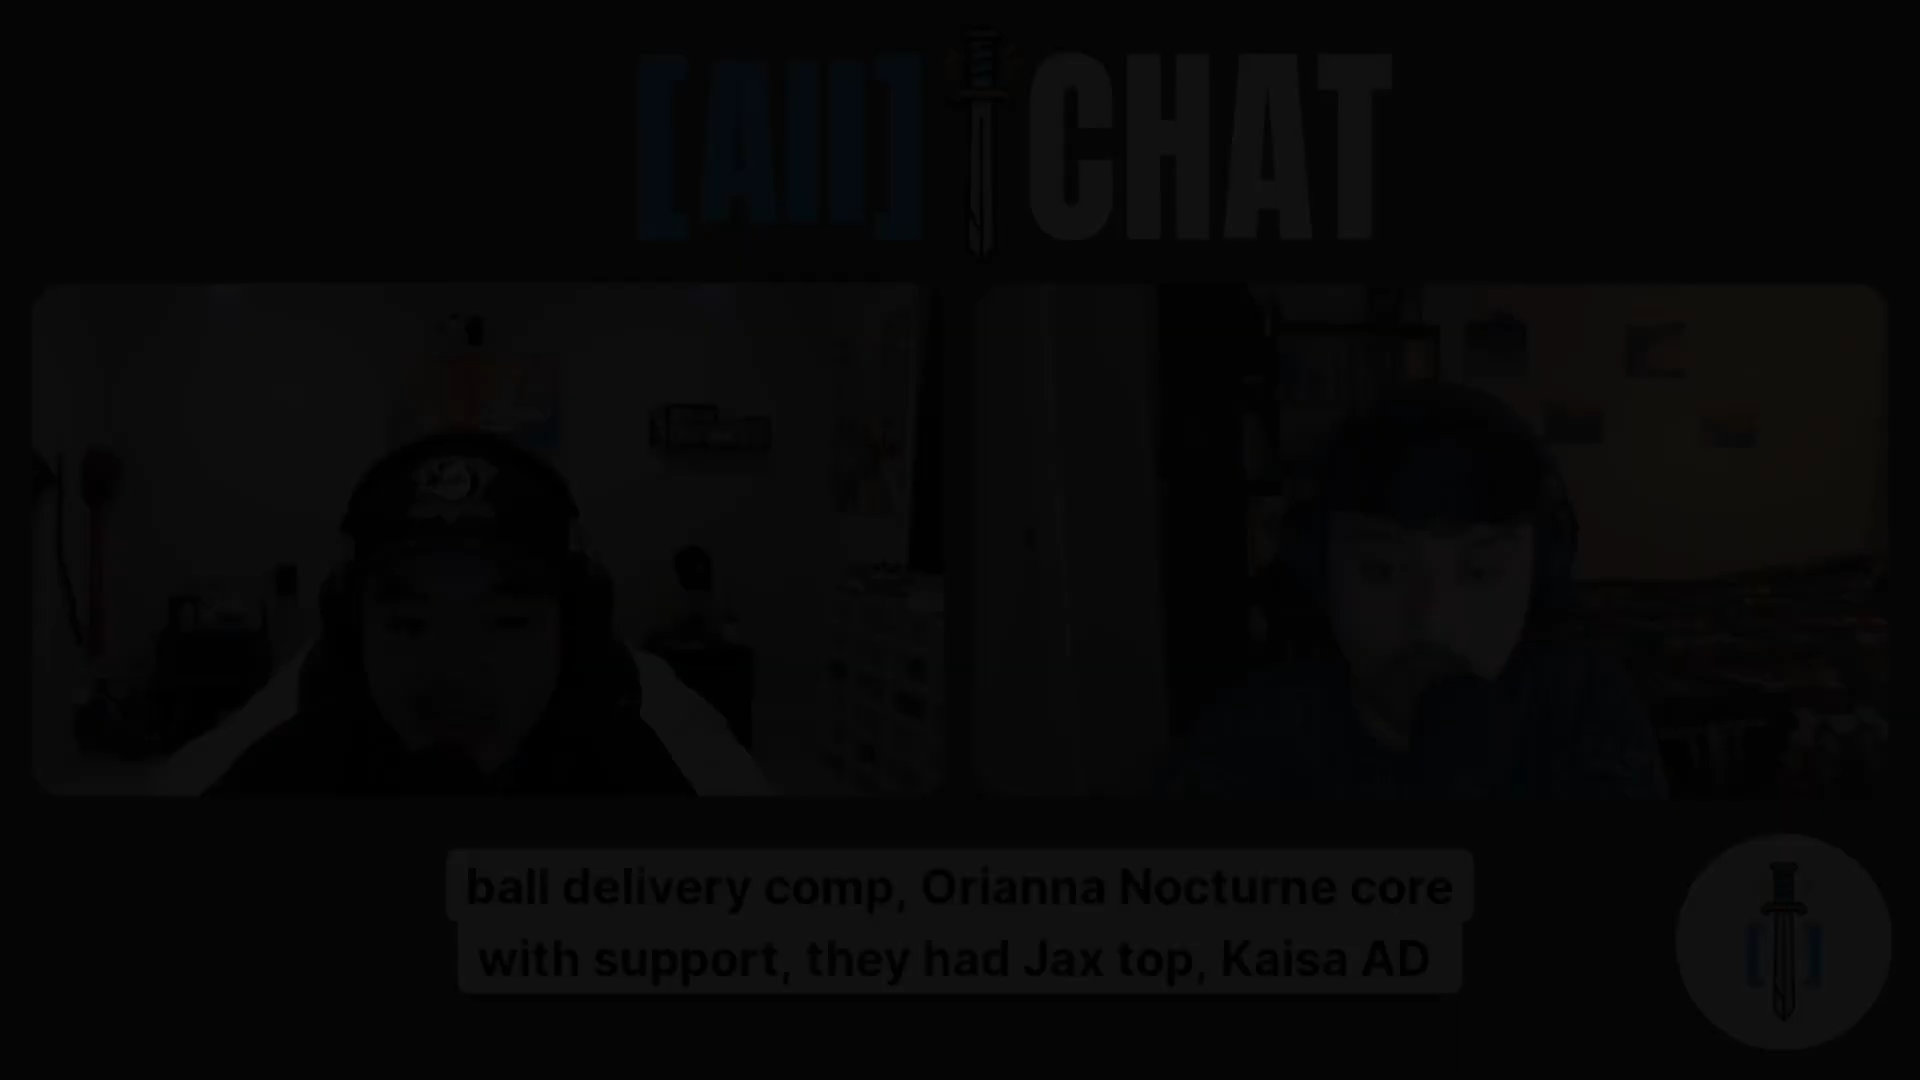 [All] CHAT
ball delivery comp, Orianna Nocturne core
with support, they had Jax top, Kaisa AD